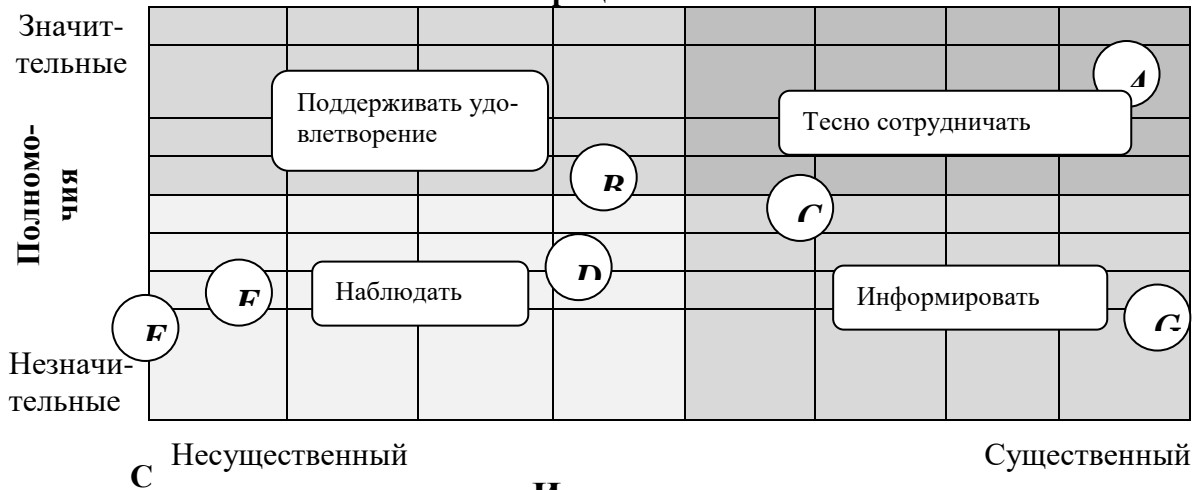 Значит-
тельные
Поддерживать удо-
влетворение
Тесно сотрудничать
A
B
C
Полномо-
чия
D
Наблюдать
Информировать
G
Незначи-
тельные
Несущественный
Существенный
С